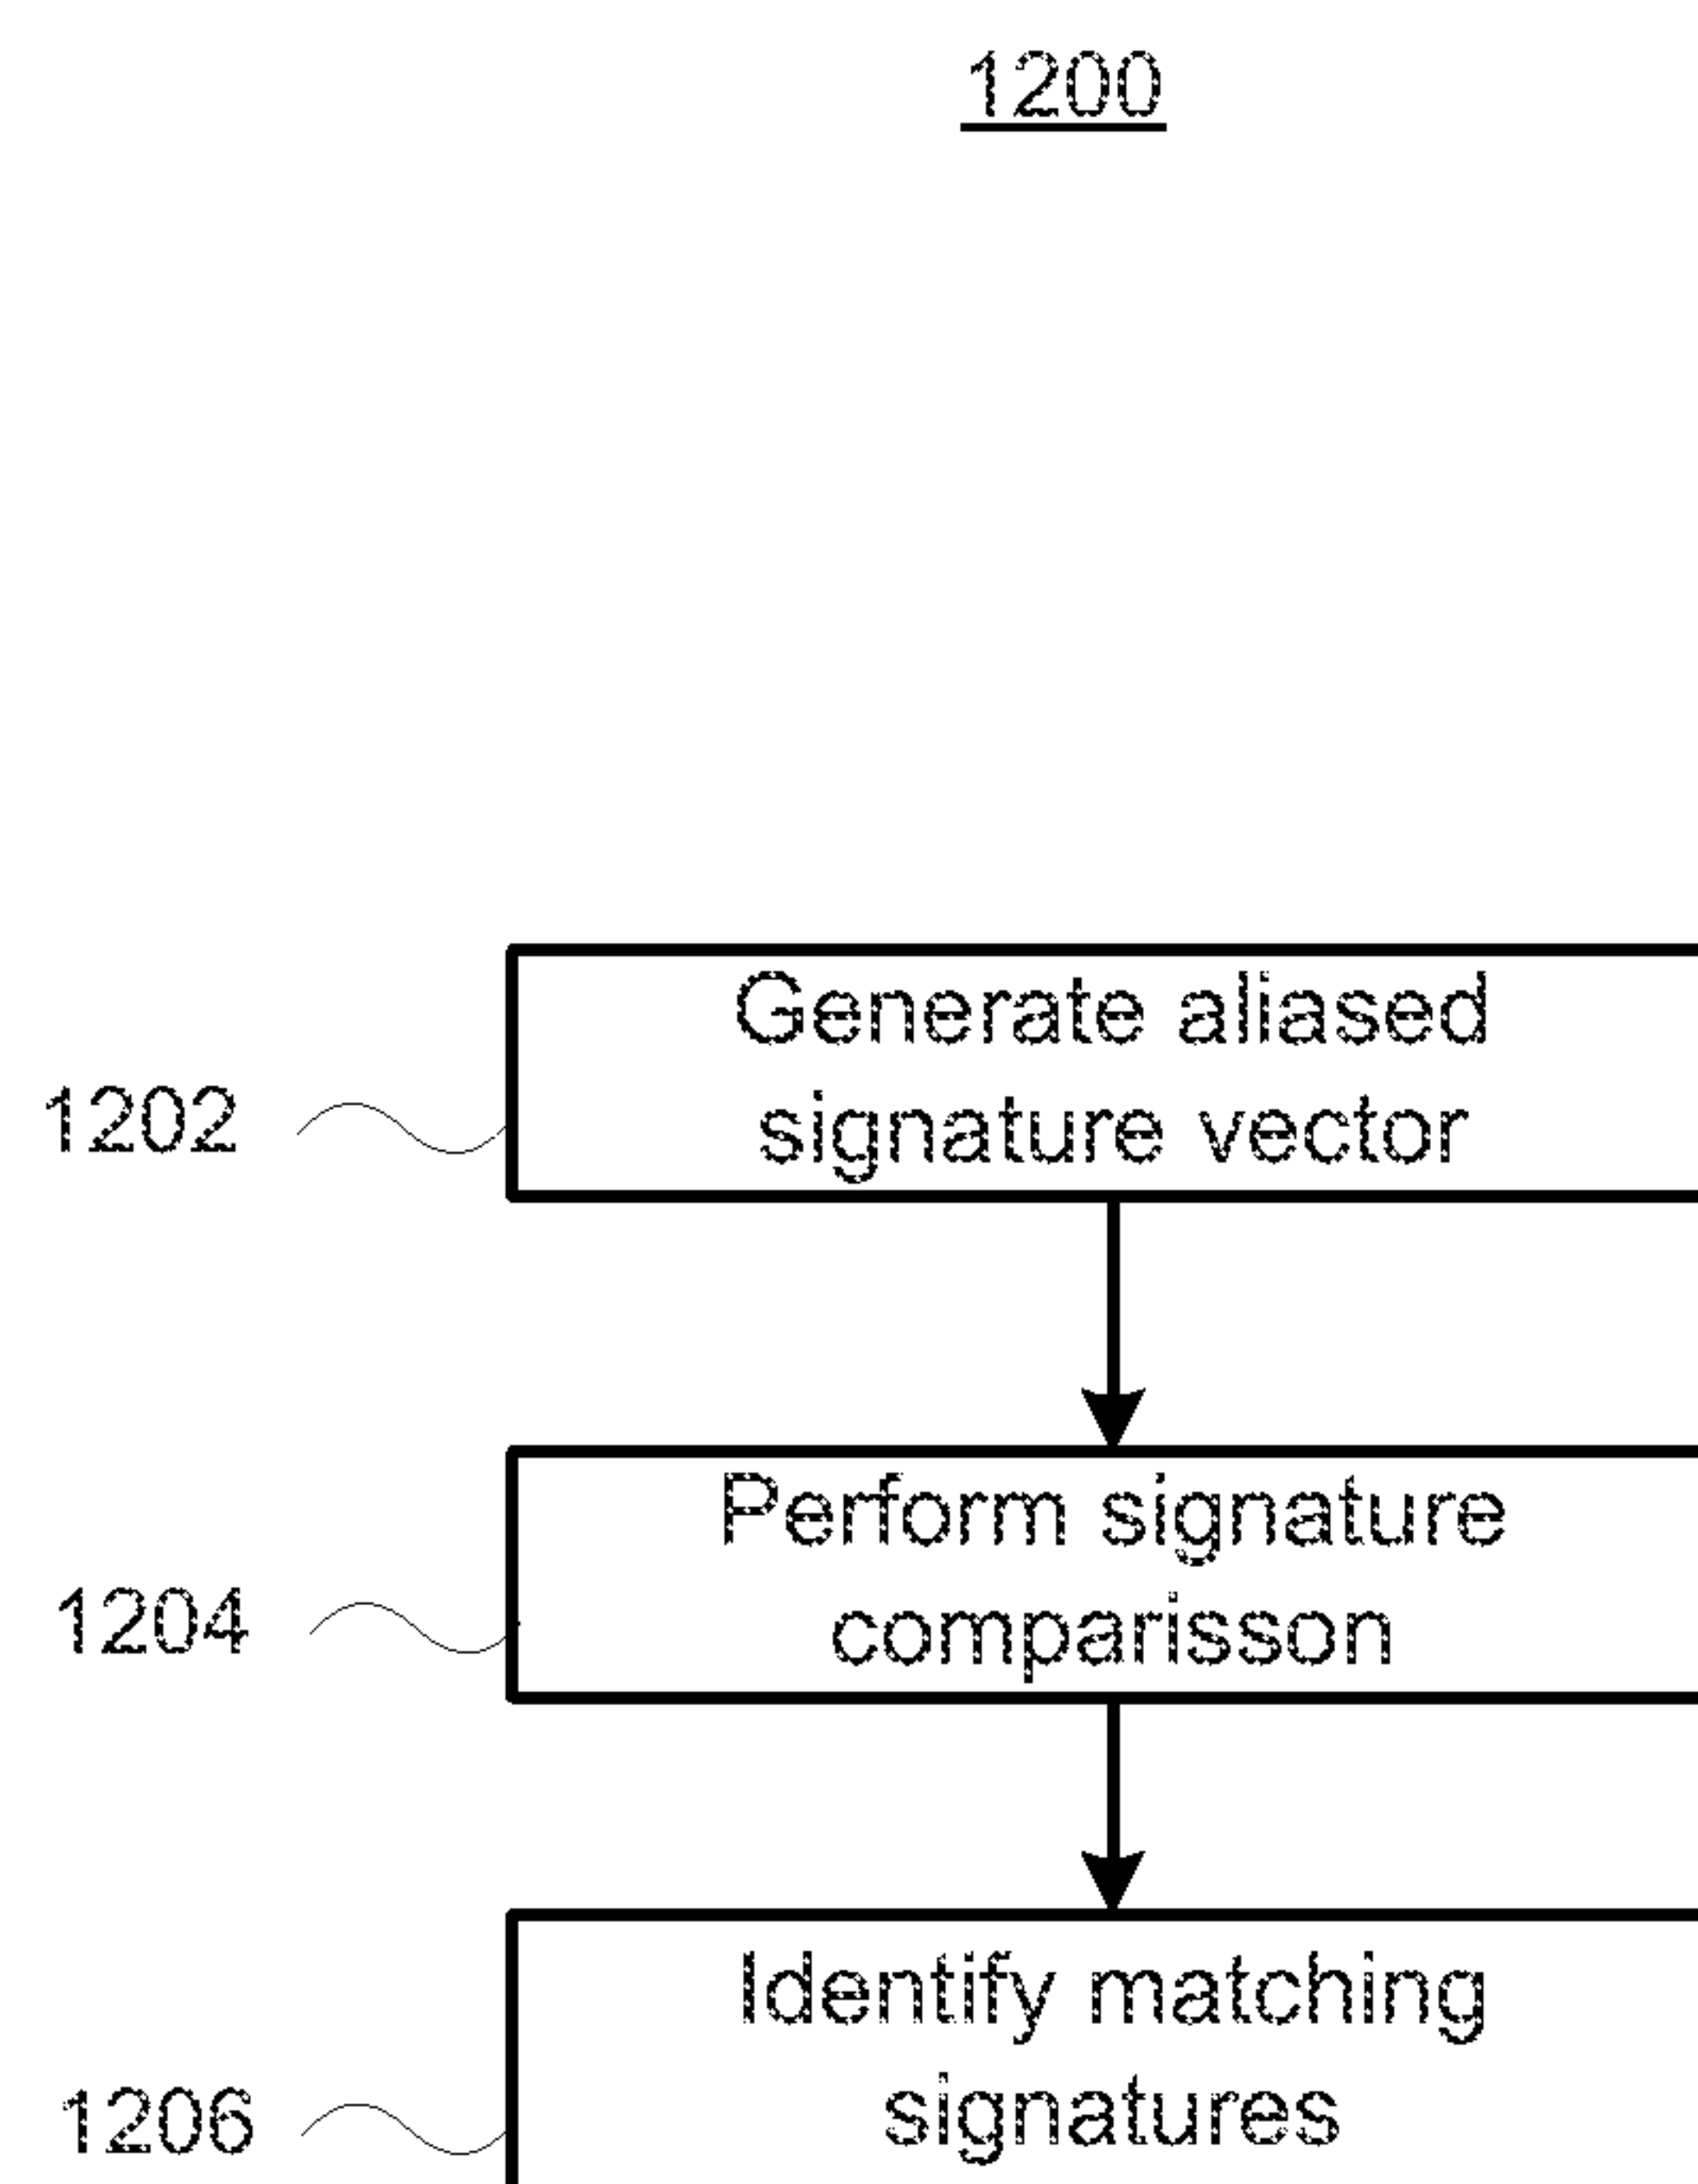 1200
Generate aliased
signature vector
1202
Perform signature
comparisson
1204
Identify matching
signatures
1206